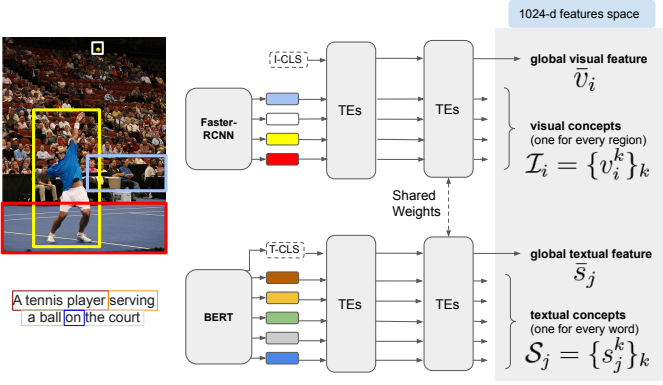 1024-d features space
I-CLS
Faster-
RCNN
TEs
TEs
global visual feature
v̄ᵢ
visual concepts
(one for every region)
𝓘ᵢ = {vᵢᵏ}ₖ
Shared
Weights
T-CLS
BERT
TEs
TEs
global textual feature
s̄ⱼ
textual concepts
(one for every word)
𝓢ⱼ = {sⱼᵏ}ₖ
A tennis player serving
a ball on the court